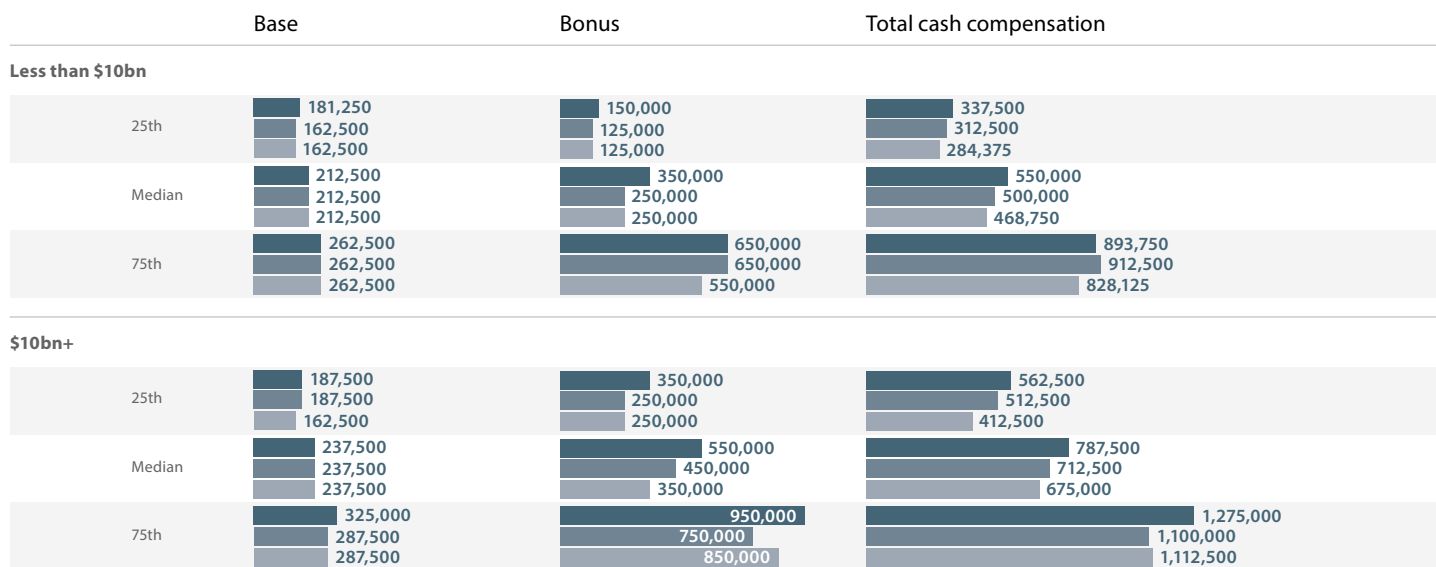 Base Bonus Total cash compensation
Less than $10bn
181,250 150,000 337,500
25th 162,500 125,000 312,500
162,500 125,000 284,375
212,500 350,000 550,000
Median 212,500 250,000 500,000
212,500 250,000 468,750
262,500 650,000 893,750
75th 262,500 650,000 912,500
262,500 550,000 828,125
$10bn+
187,500 350,000 562,500
25th 187,500 250,000 512,500
162,500 250,000 412,500
237,500 550,000 787,500
Median 237,500 450,000 712,500
237,500 350,000 675,000
325,000 950,000 1,275,000
75th 287,500 750,000 1,100,000
287,500 850,000 1,112,500